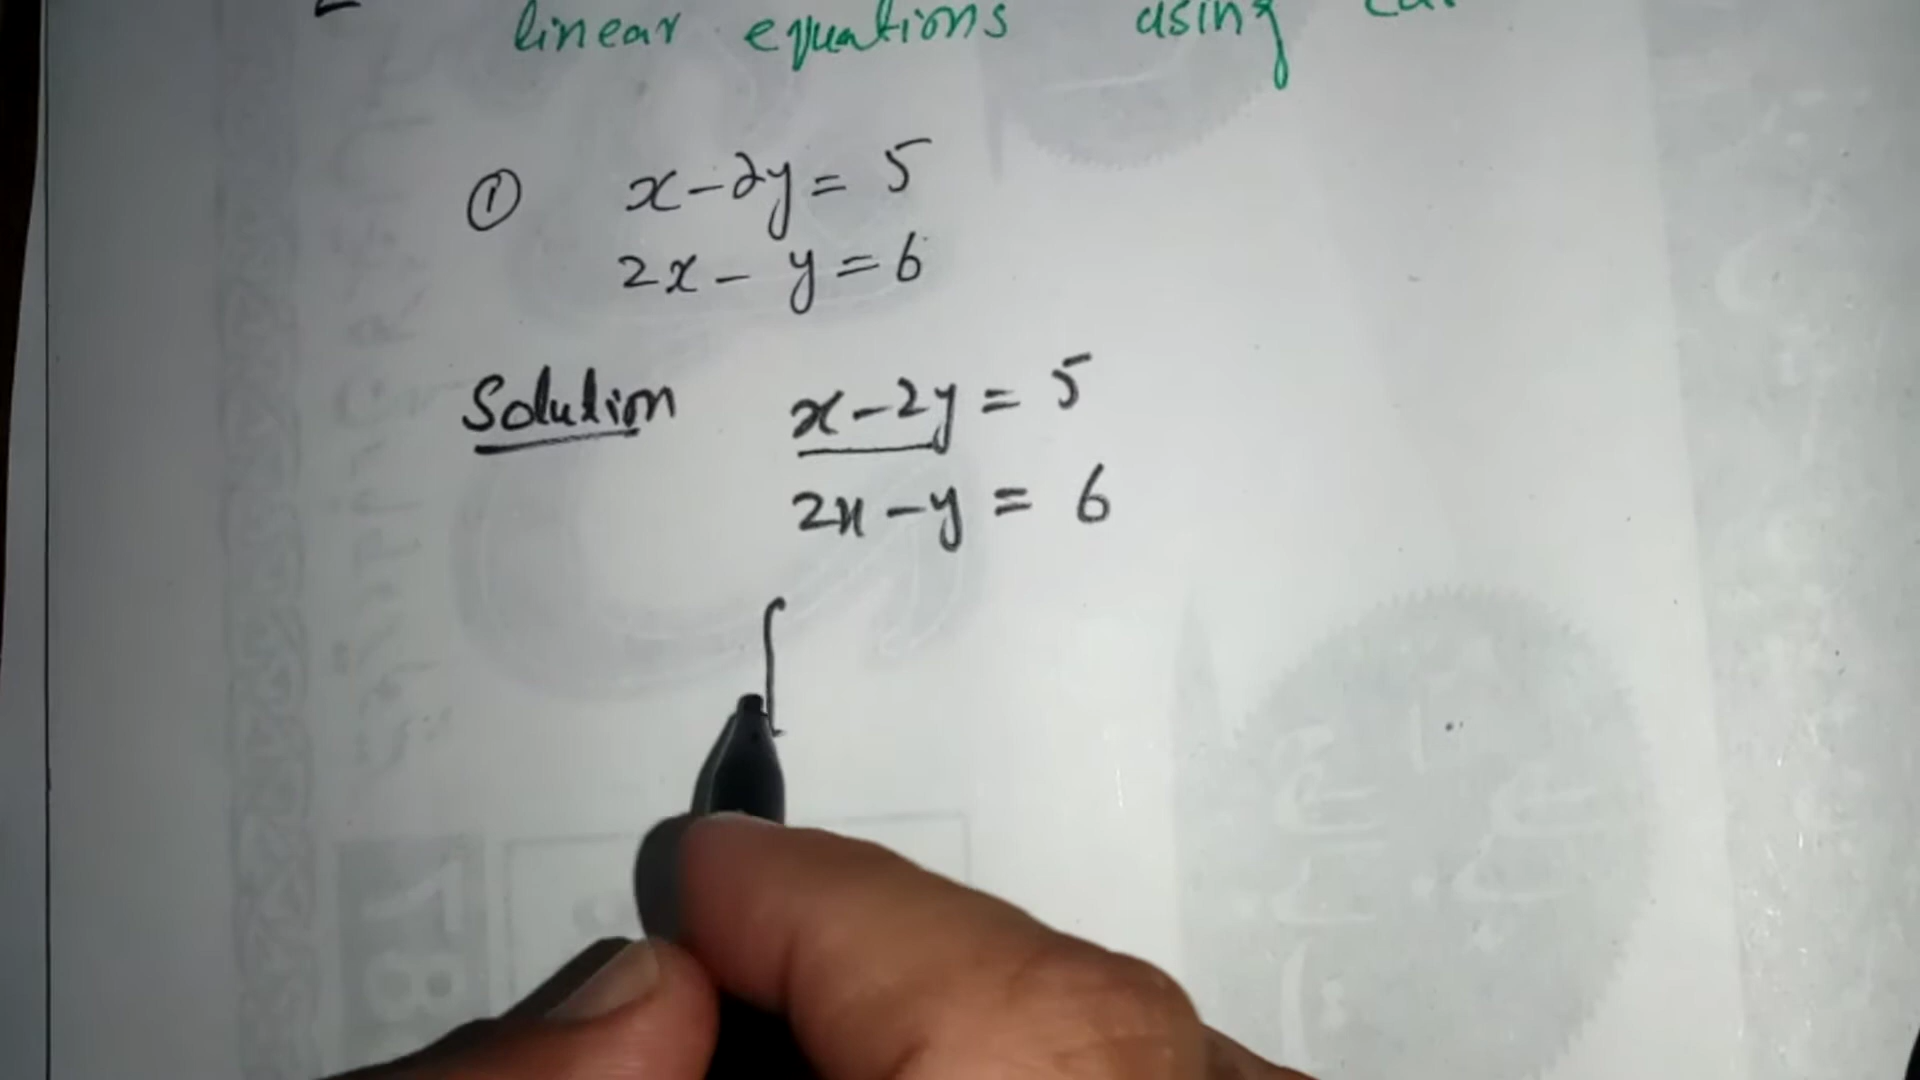 linear equations using
① x-2y = 5
2x - y = 6
Solution x-2y = 5
2x - y = 6
[